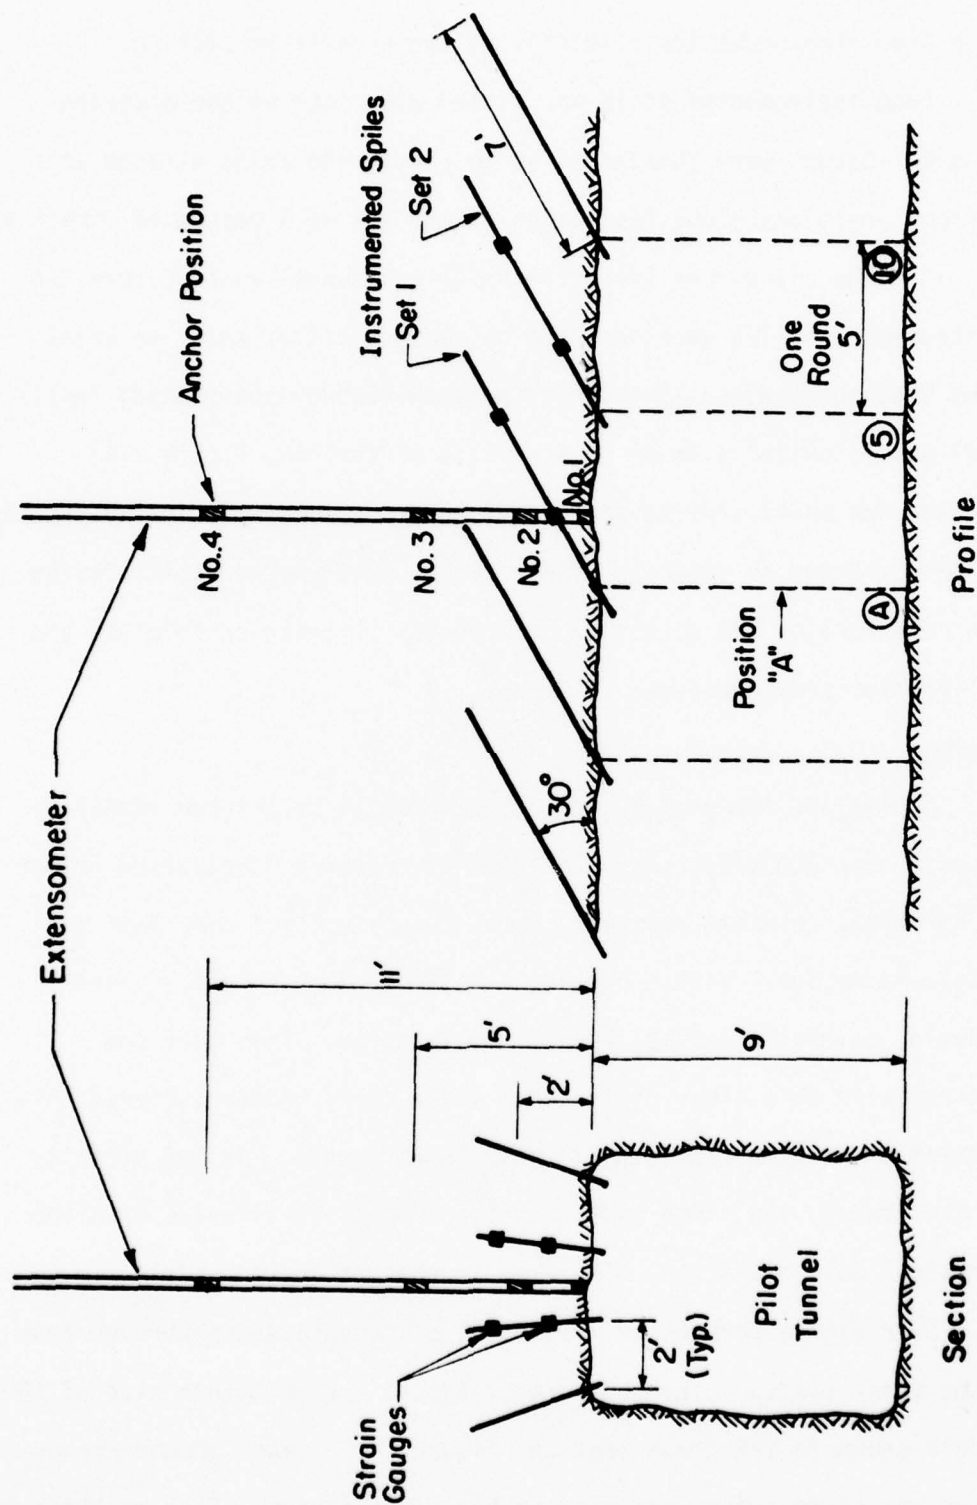 Extensometer
Anchor Position
Instrumented Spiles
Set 1
Set 2
No. 4
No. 3
No. 2
No. 1
7'
11'
5'
2'
9'
30°
Strain
Gauges
2'
(Typ.)
Pilot
Tunnel
Position
"A"
One
Round
5'
A
5
10
Section
Profile